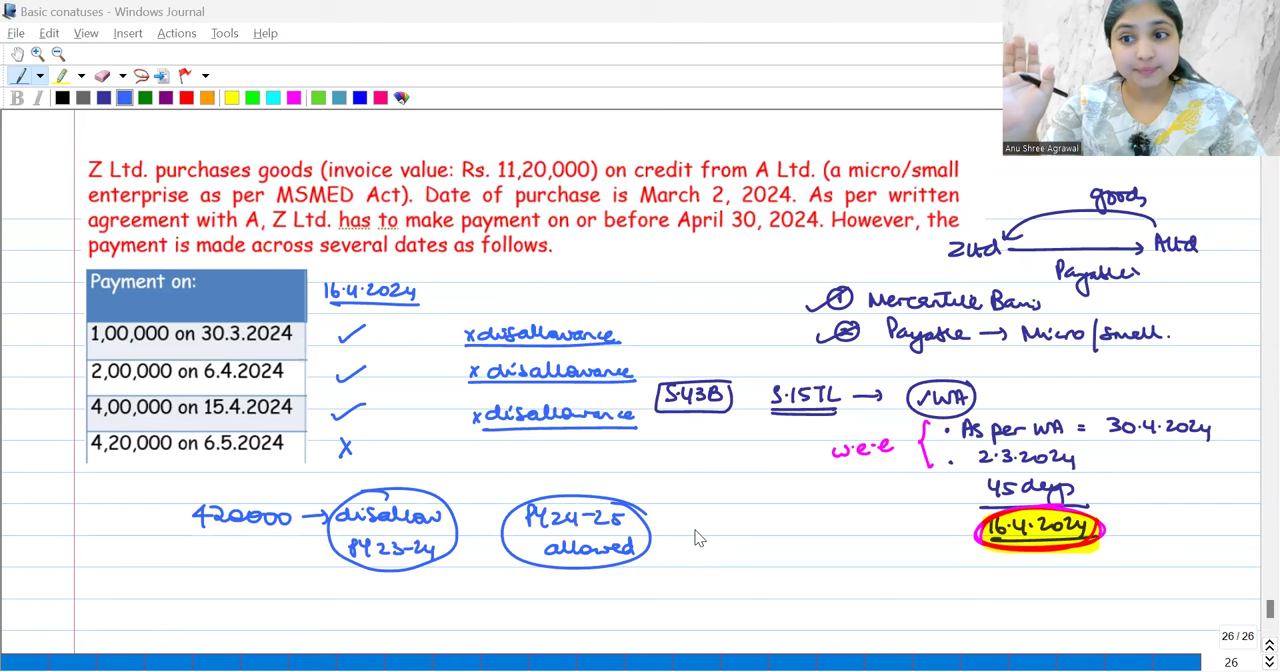 Basic conatuses - Windows Journal
File Edit View Insert Actions Tools Help
B I
Anu Shree Agrawal
Z Ltd. purchases goods (invoice value: Rs. 11,20,000) on credit from A Ltd. (a micro/small
enterprise as per MSMED Act). Date of purchase is March 2, 2024. As per written
agreement with A, Z Ltd. has to make payment on or before April 30, 2024. However, the
payment is made across several dates as follows.
goods
Z Ltd
A Ltd
Payable
Payment on:
16.4.2024
1,00,000 on 30.3.2024 ✓ x disallowance
2,00,000 on 6.4.2024 ✓ x disallowance
4,00,000 on 15.4.2024 ✓ x disallowance
4,20,000 on 6.5.2024 x
① Mercantile Basis
② Payable → Micro/Small.
S.43B S.15TL → ✓WA
w.e.e
• As per WA = 30.4.2024
• 2.3.2024
45 days
16.4.2024
420000 → disallow
PY 23-24
PY 24-25
allowed
26 / 26
26